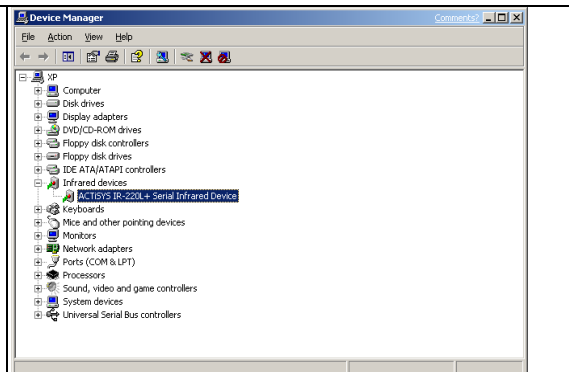 Device Manager
Comments?
File Action View Help
XP
Computer
Disk drives
Display adapters
DVD/CD-ROM drives
Floppy disk controllers
Floppy disk drives
IDE ATA/ATAPI controllers
Infrared devices
ACTiSYS IR-220L+ Serial Infrared Device
Keyboards
Mice and other pointing devices
Monitors
Network adapters
Ports (COM & LPT)
Processors
Sound, video and game controllers
System devices
Universal Serial Bus controllers